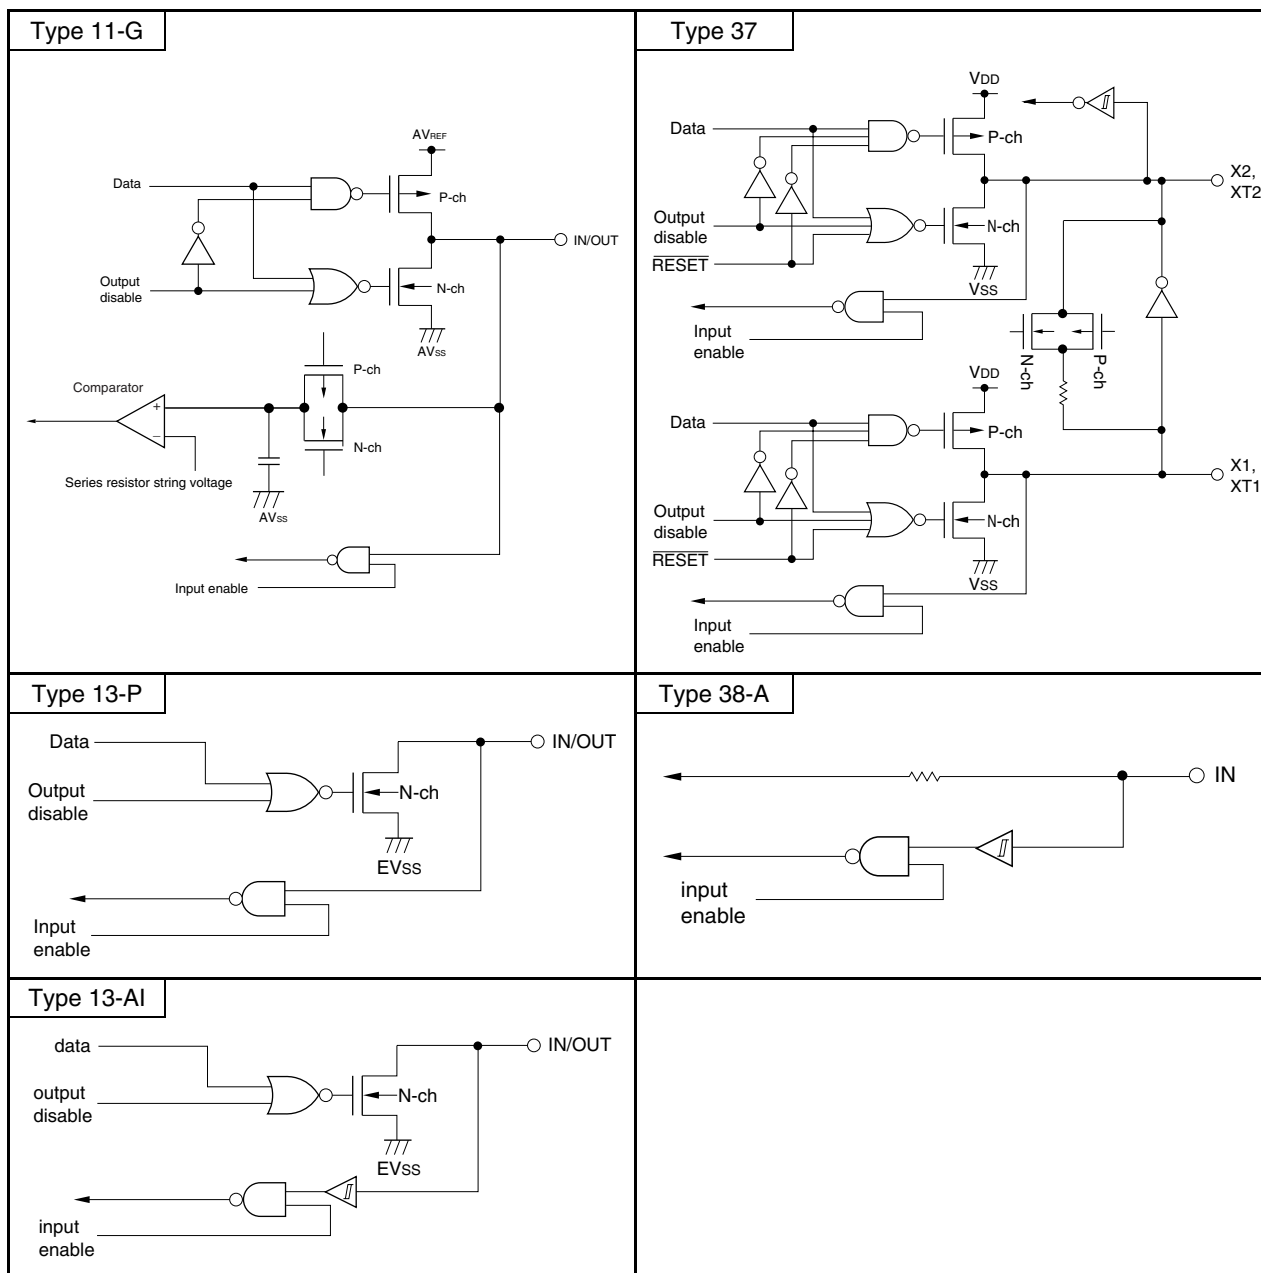 Type 11-G
AVREF
Data
P-ch
IN/OUT
Output
disable
N-ch
AVSS
P-ch
Comparator
+
−
N-ch
Series resistor string voltage
AVSS
Input enable
Type 37
VDD
Data
P-ch
X2,
XT2
Output
disable
N-ch
RESET
VSS
Input
enable
N-ch
P-ch
VDD
Data
P-ch
X1,
XT1
Output
disable
N-ch
RESET
VSS
Input
enable
Type 13-P
Data
IN/OUT
Output
disable
N-ch
EVSS
Input
enable
Type 38-A
IN
input
enable
Type 13-AI
data
IN/OUT
output
disable
N-ch
EVSS
input
enable